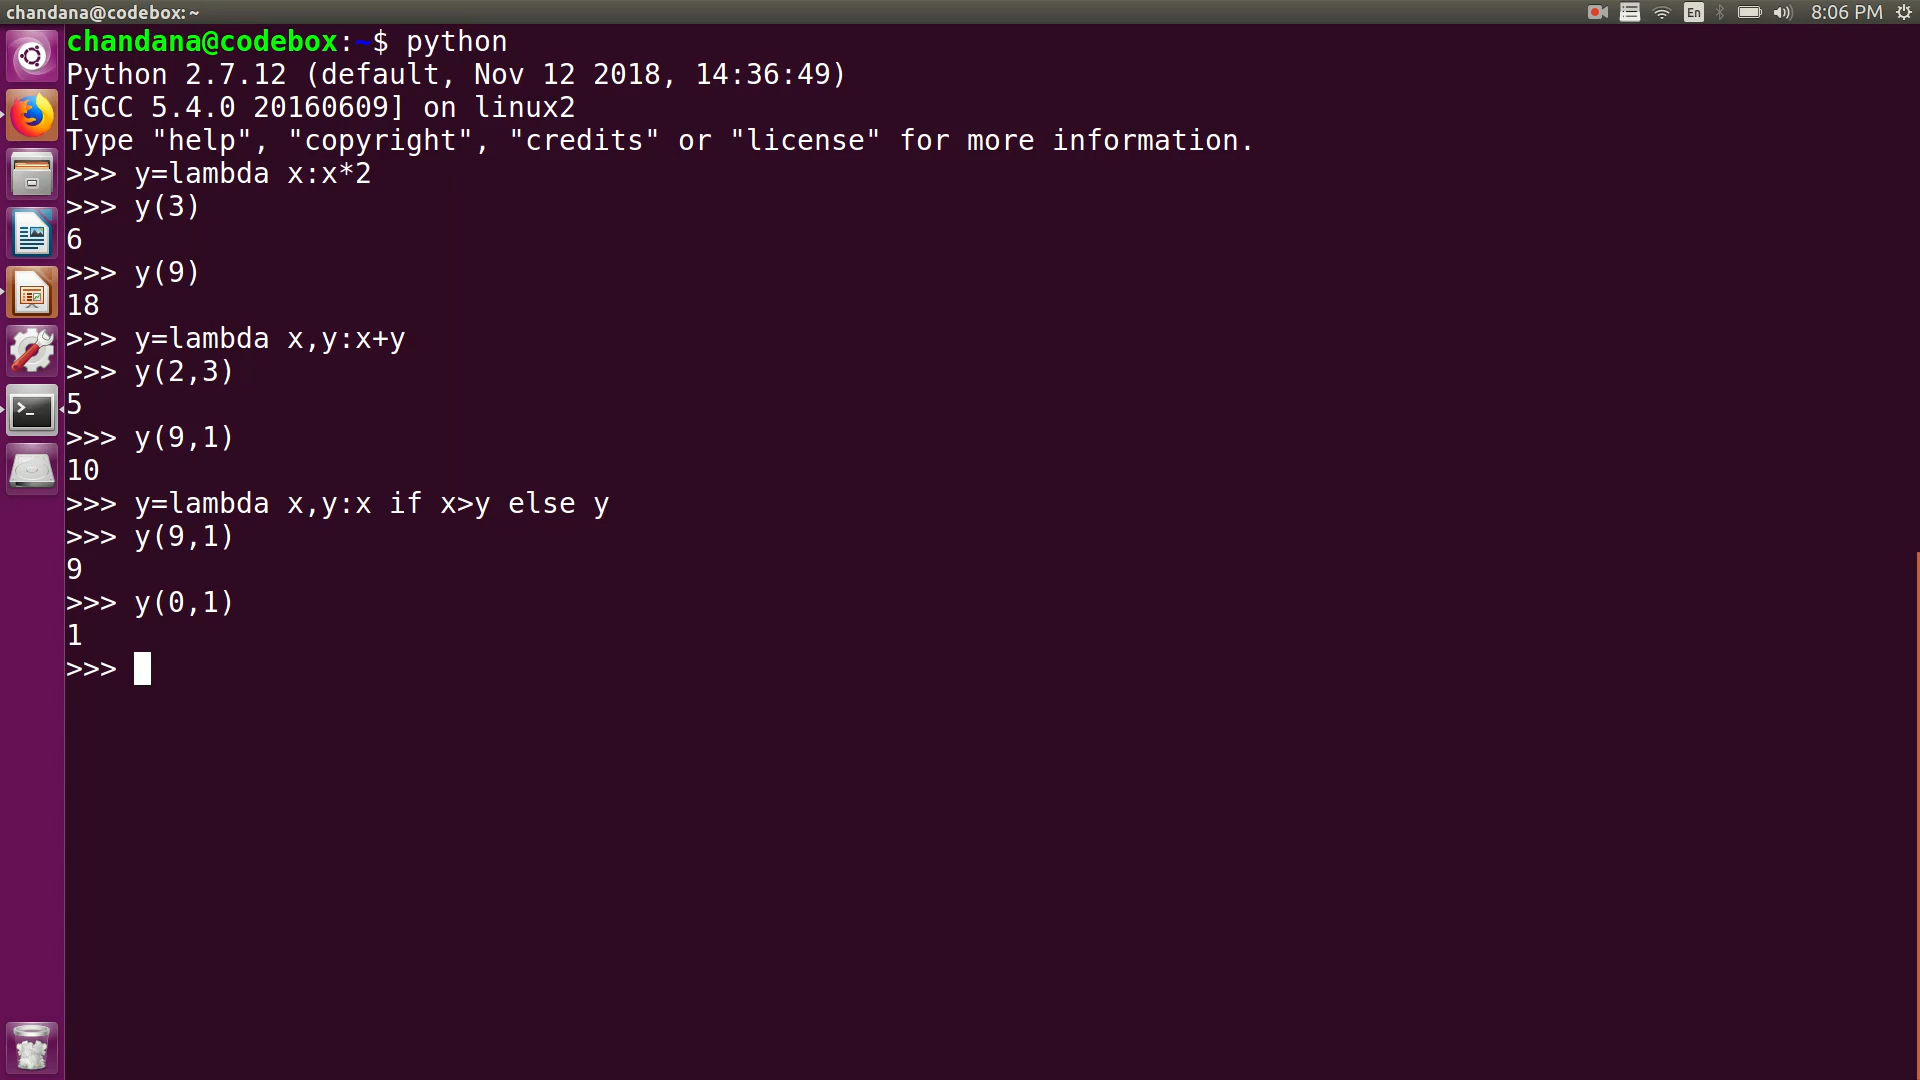 chandana@codebox: ~
En
8:06 PM
chandana@codebox:~$ python
Python 2.7.12 (default, Nov 12 2018, 14:36:49)
[GCC 5.4.0 20160609] on linux2
Type "help", "copyright", "credits" or "license" for more information.
>>> y=lambda x:x*2
>>> y(3)
6
>>> y(9)
18
>>> y=lambda x,y:x+y
>>> y(2,3)
5
>>> y(9,1)
10
>>> y=lambda x,y:x if x>y else y
>>> y(9,1)
9
>>> y(0,1)
1
>>>